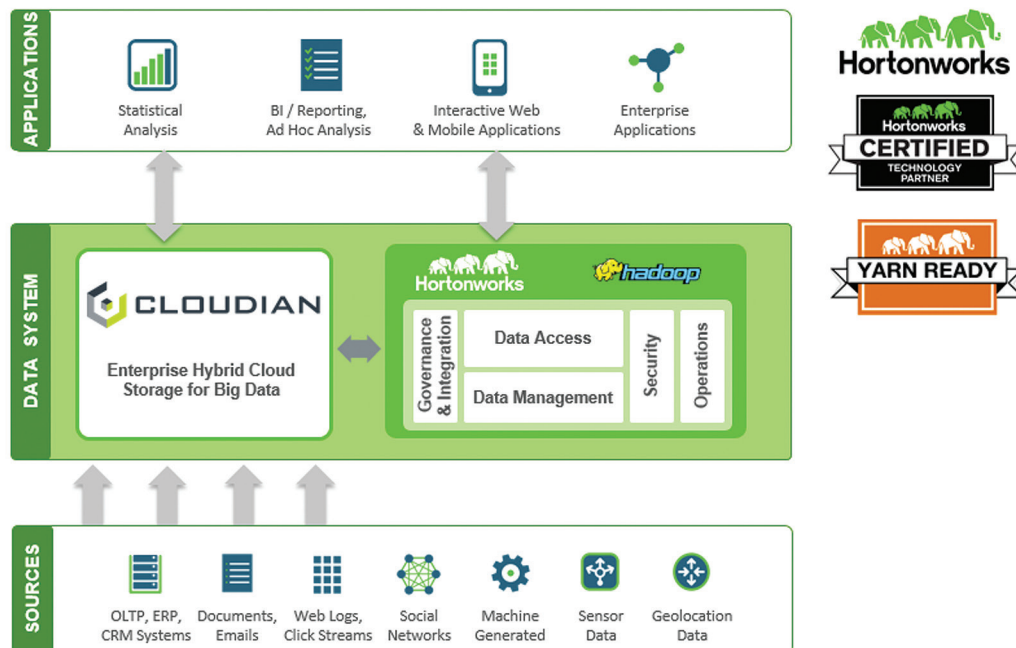 APPLICATIONS
Statistical
Analysis
BI / Reporting,
Ad Hoc Analysis
Interactive Web
& Mobile Applications
Enterprise
Applications
Hortonworks
Hortonworks
CERTIFIED
TECHNOLOGY
PARTNER
YARN READY
DATA SYSTEM
CLOUDIAN
Enterprise Hybrid Cloud
Storage for Big Data
Hortonworks
hadoop
Governance
& Integration
Data Access
Data Management
Security
Operations
SOURCES
OLTP, ERP,
CRM Systems
Documents,
Emails
Web Logs,
Click Streams
Social
Networks
Machine
Generated
Sensor
Data
Geolocation
Data